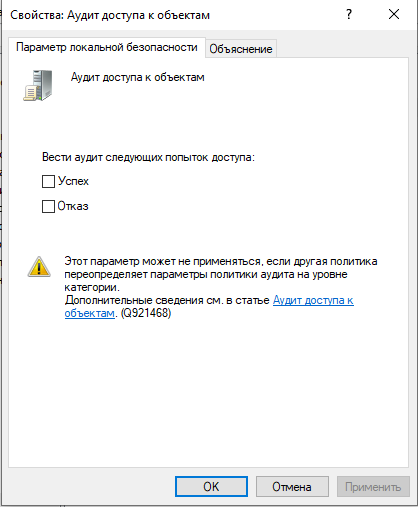 Свойства: Аудит доступа к объектам
Параметр локальной безопасности Объяснение
Аудит доступа к объектам
Вести аудит следующих попыток доступа:
Успех
Отказ
Этот параметр может не применяться, если другая политика
переопределяет параметры политики аудита на уровне
категории.
Дополнительные сведения см. в статье Аудит доступа к
объектам. (Q921468)
ОК Отмена Применить